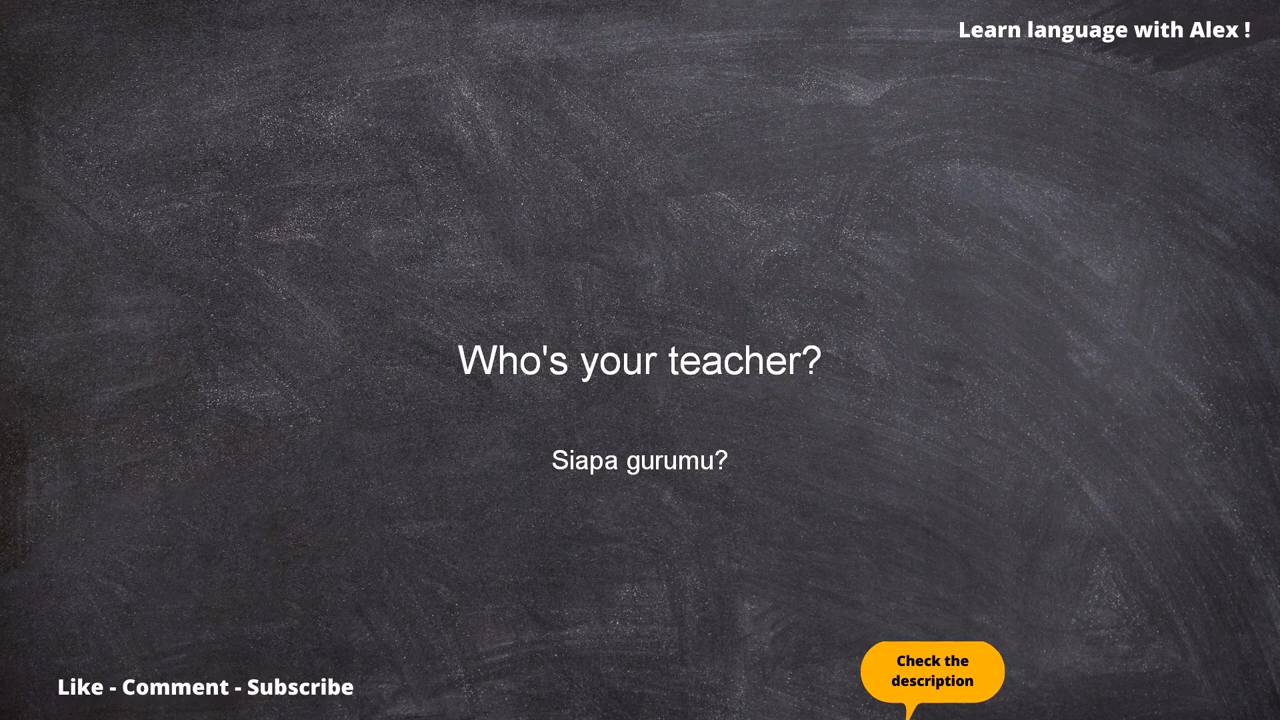 Learn language with Alex !
Who's your teacher?
Siapa gurumu?
Check the
description
Like - Comment - Subscribe